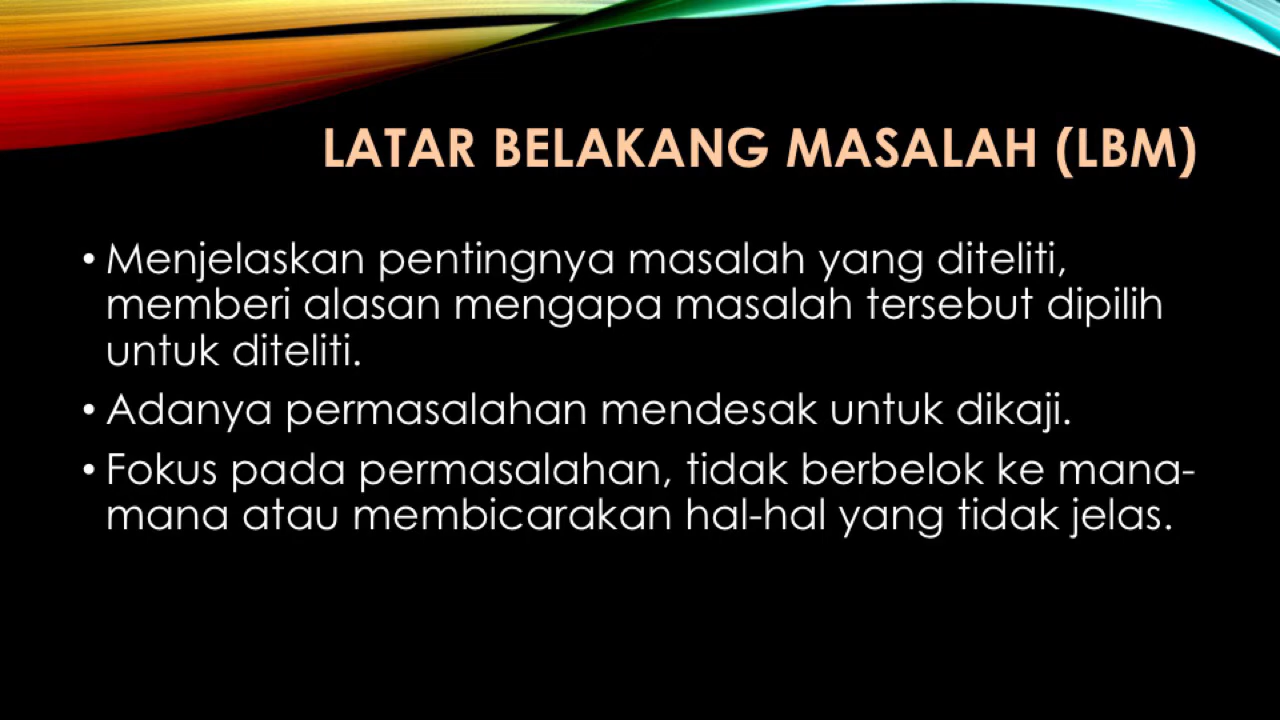 LATAR BELAKANG MASALAH (LBM)
• Menjelaskan pentingnya masalah yang diteliti,
memberi alasan mengapa masalah tersebut dipilih
untuk diteliti.
• Adanya permasalahan mendesak untuk dikaji.
• Fokus pada permasalahan, tidak berbelok ke mana-
mana atau membicarakan hal-hal yang tidak jelas.